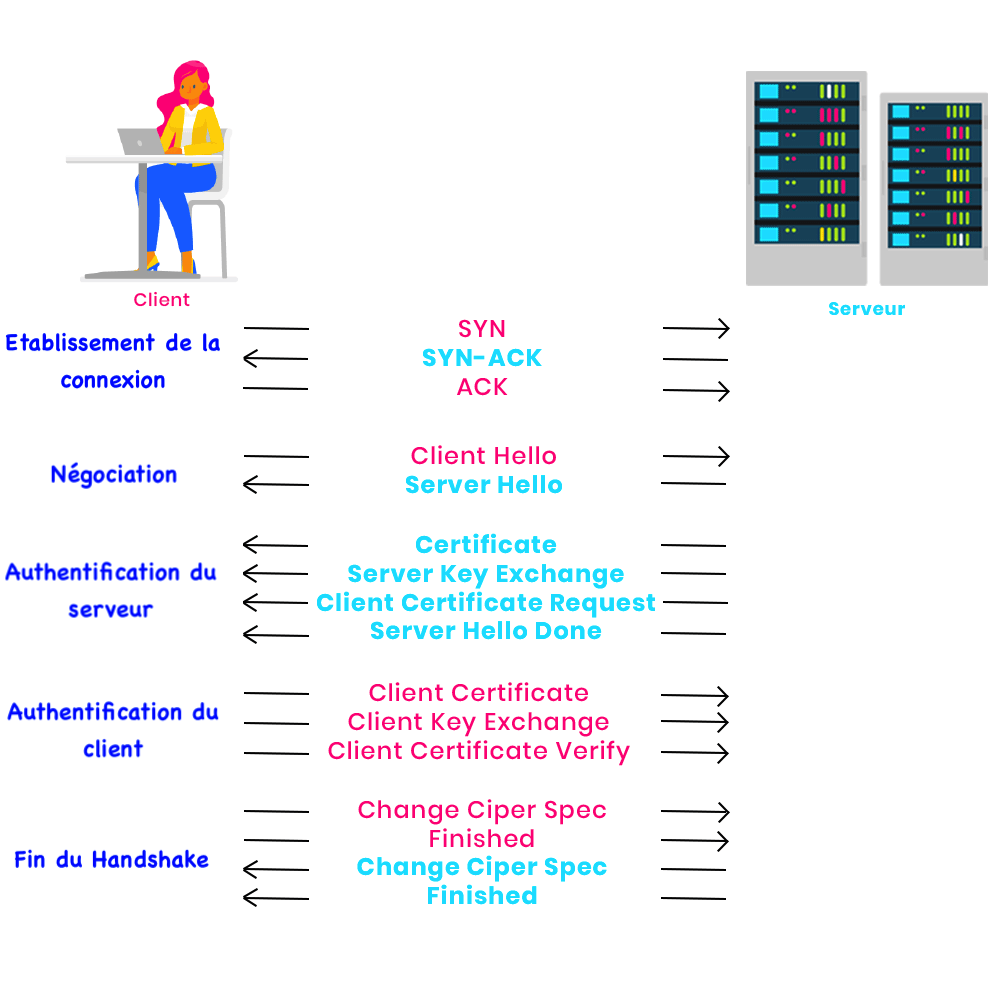 Client
Serveur
Etablissement de la
connexion
SYN
SYN-ACK
ACK
Négociation
Client Hello
Server Hello
Authentification du
serveur
Certificate
Server Key Exchange
Client Certificate Request
Server Hello Done
Authentification du
client
Client Certificate
Client Key Exchange
Client Certificate Verify
Fin du Handshake
Change Ciper Spec
Finished
Change Ciper Spec
Finished